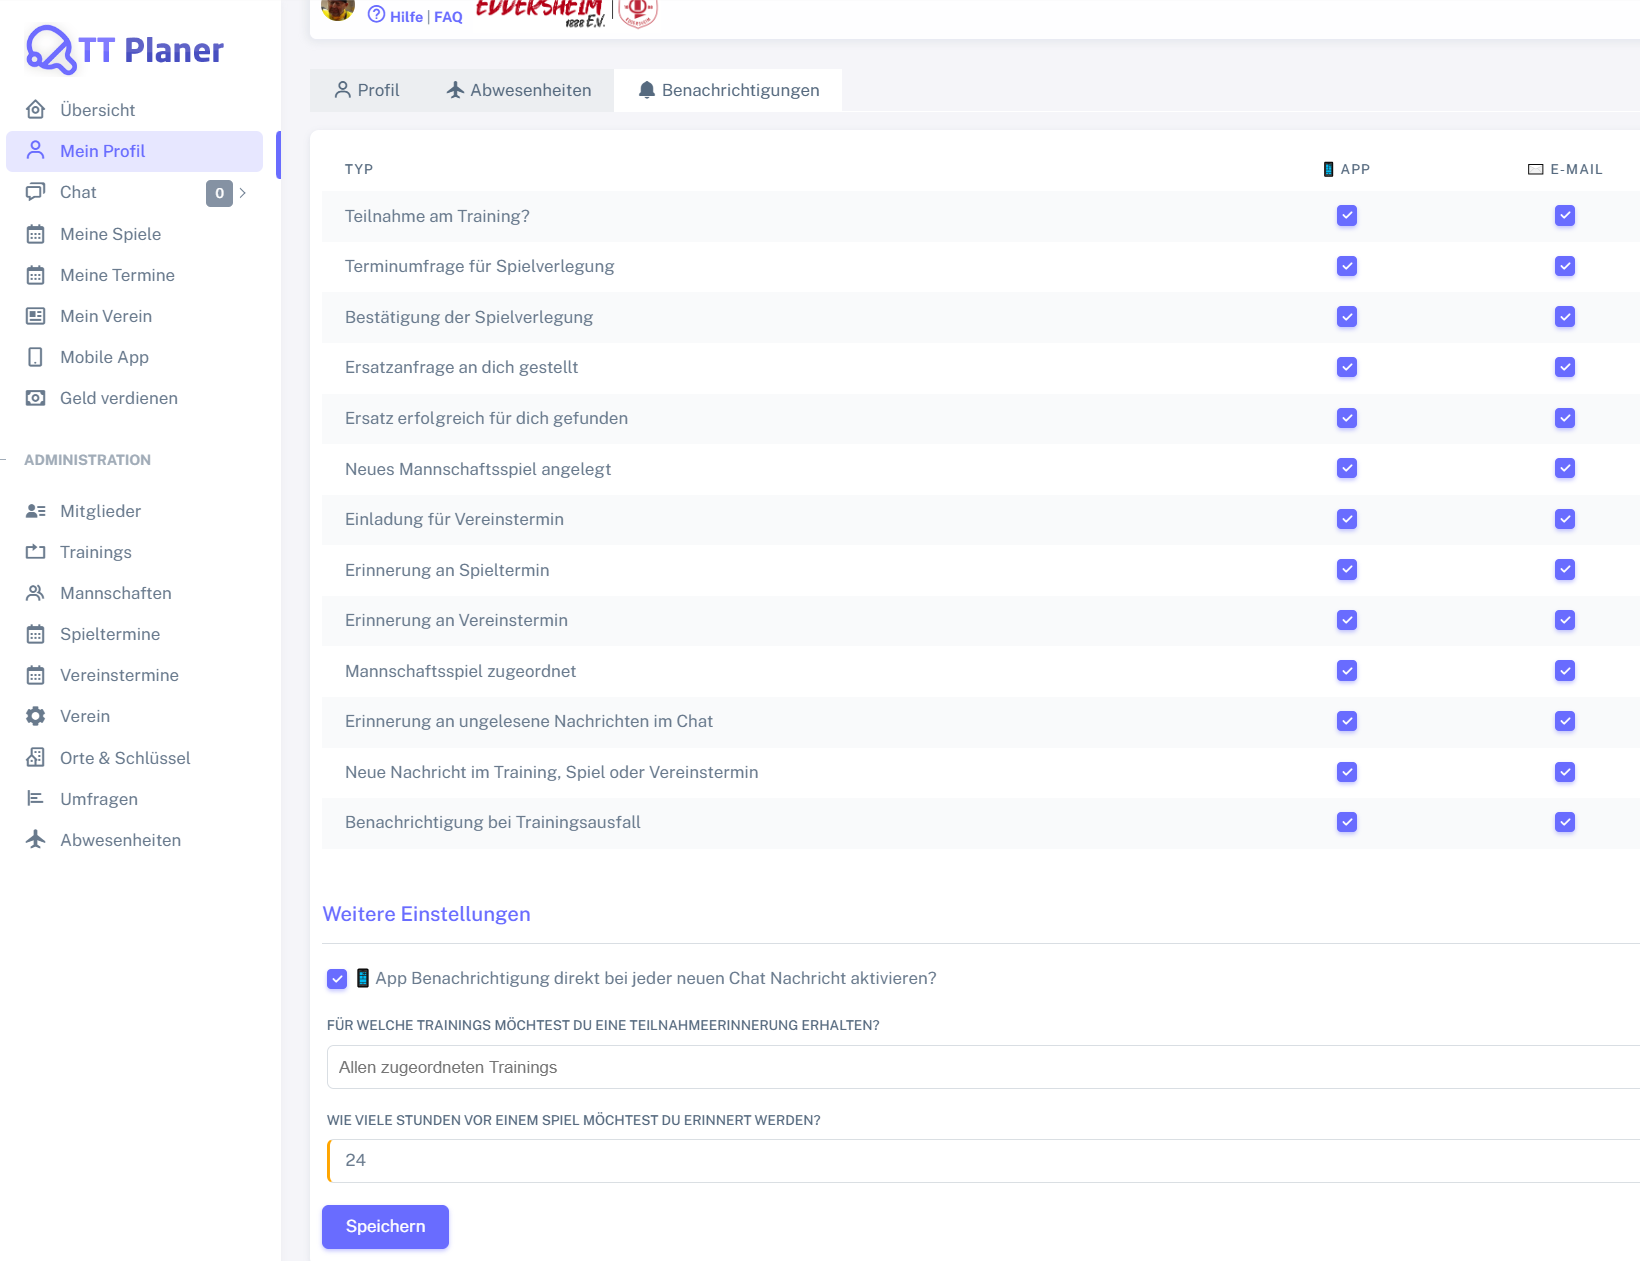 Hilfe | FAQ
EDDERSHEIM
1888 E.V.
TT Planer
Übersicht
Mein Profil
Chat 0
Meine Spiele
Meine Termine
Mein Verein
Mobile App
Geld verdienen
ADMINISTRATION
Mitglieder
Trainings
Mannschaften
Spieltermine
Vereinstermine
Verein
Orte & Schlüssel
Umfragen
Abwesenheiten
Profil Abwesenheiten Benachrichtigungen
TYP APP E-MAIL
Teilnahme am Training?
Terminumfrage für Spielverlegung
Bestätigung der Spielverlegung
Ersatzanfrage an dich gestellt
Ersatz erfolgreich für dich gefunden
Neues Mannschaftsspiel angelegt
Einladung für Vereinstermin
Erinnerung an Spieltermin
Erinnerung an Vereinstermin
Mannschaftsspiel zugeordnet
Erinnerung an ungelesene Nachrichten im Chat
Neue Nachricht im Training, Spiel oder Vereinstermin
Benachrichtigung bei Trainingsausfall
Weitere Einstellungen
App Benachrichtigung direkt bei jeder neuen Chat Nachricht aktivieren?
FÜR WELCHE TRAININGS MÖCHTEST DU EINE TEILNAHMEERINNERUNG ERHALTEN?
Allen zugeordneten Trainings
WIE VIELE STUNDEN VOR EINEM SPIEL MÖCHTEST DU ERINNERT WERDEN?
24
Speichern